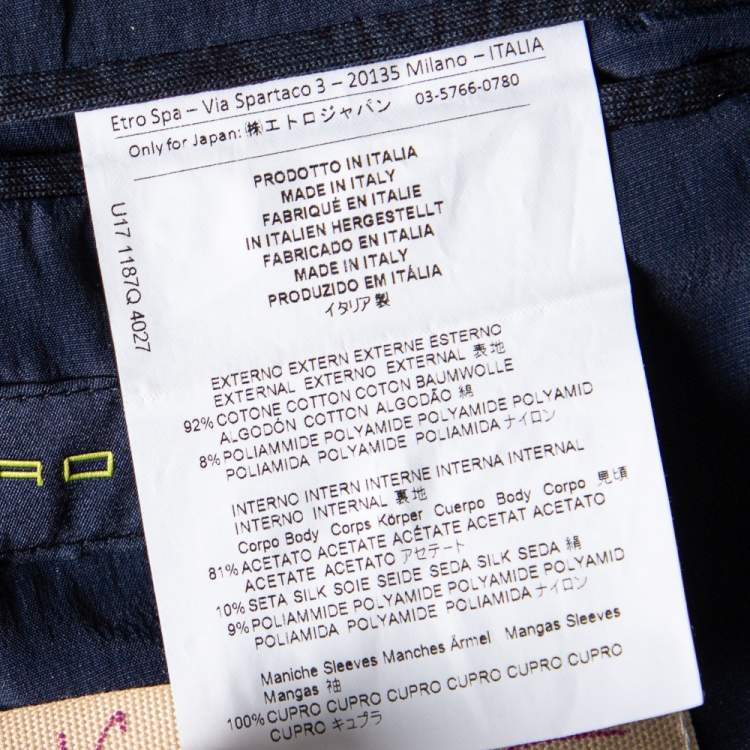 Etro Spa – Via Spartaco 3 – 20135 Milano – ITALIA
Only for Japan: ㈱エトロジャパン 03-5766-0780
PRODOTTO IN ITALIA
MADE IN ITALY
FABRIQUÉ EN ITALIE
IN ITALIEN HERGESTELLT
FABRICADO EN ITALIA
MADE IN ITALY
PRODUZIDO EM ITÁLIA
イタリア製
U17 1187Q 4027
EXTERNO EXTERN EXTERNE ESTERNO
EXTERNAL EXTERNO EXTERNAL 表地
92% COTONE COTTON COTON BAUMWOLLE
ALGODÓN COTTON ALGODÃO 綿
8% POLIAMMIDE POLYAMIDE POLYAMIDE POLYAMID
POLIAMIDA POLYAMIDE POLIAMIDA ナイロン
INTERNO INTERN INTERNE INTERNA INTERNAL
INTERNO INTERNAL 裏地
Corpo Body Corps Körper Cuerpo Body Corpo 見頃
81% ACETATO ACETATE ACÉTATE ACETAT ACETATO
ACETATE ACETATO アセテート
10% SETA SILK SOIE SEIDE SEDA SILK SEDA 絹
9% POLIAMMIDE POLYAMIDE POLYAMIDE POLYAMID
POLIAMIDA POLYAMIDE POLIAMIDA ナイロン
Maniche Sleeves Manches Ärmel Mangas Sleeves
Mangas 袖
100% CUPRO CUPRO CUPRO CUPRO CUPRO CUPRO
CUPRO キュプラ